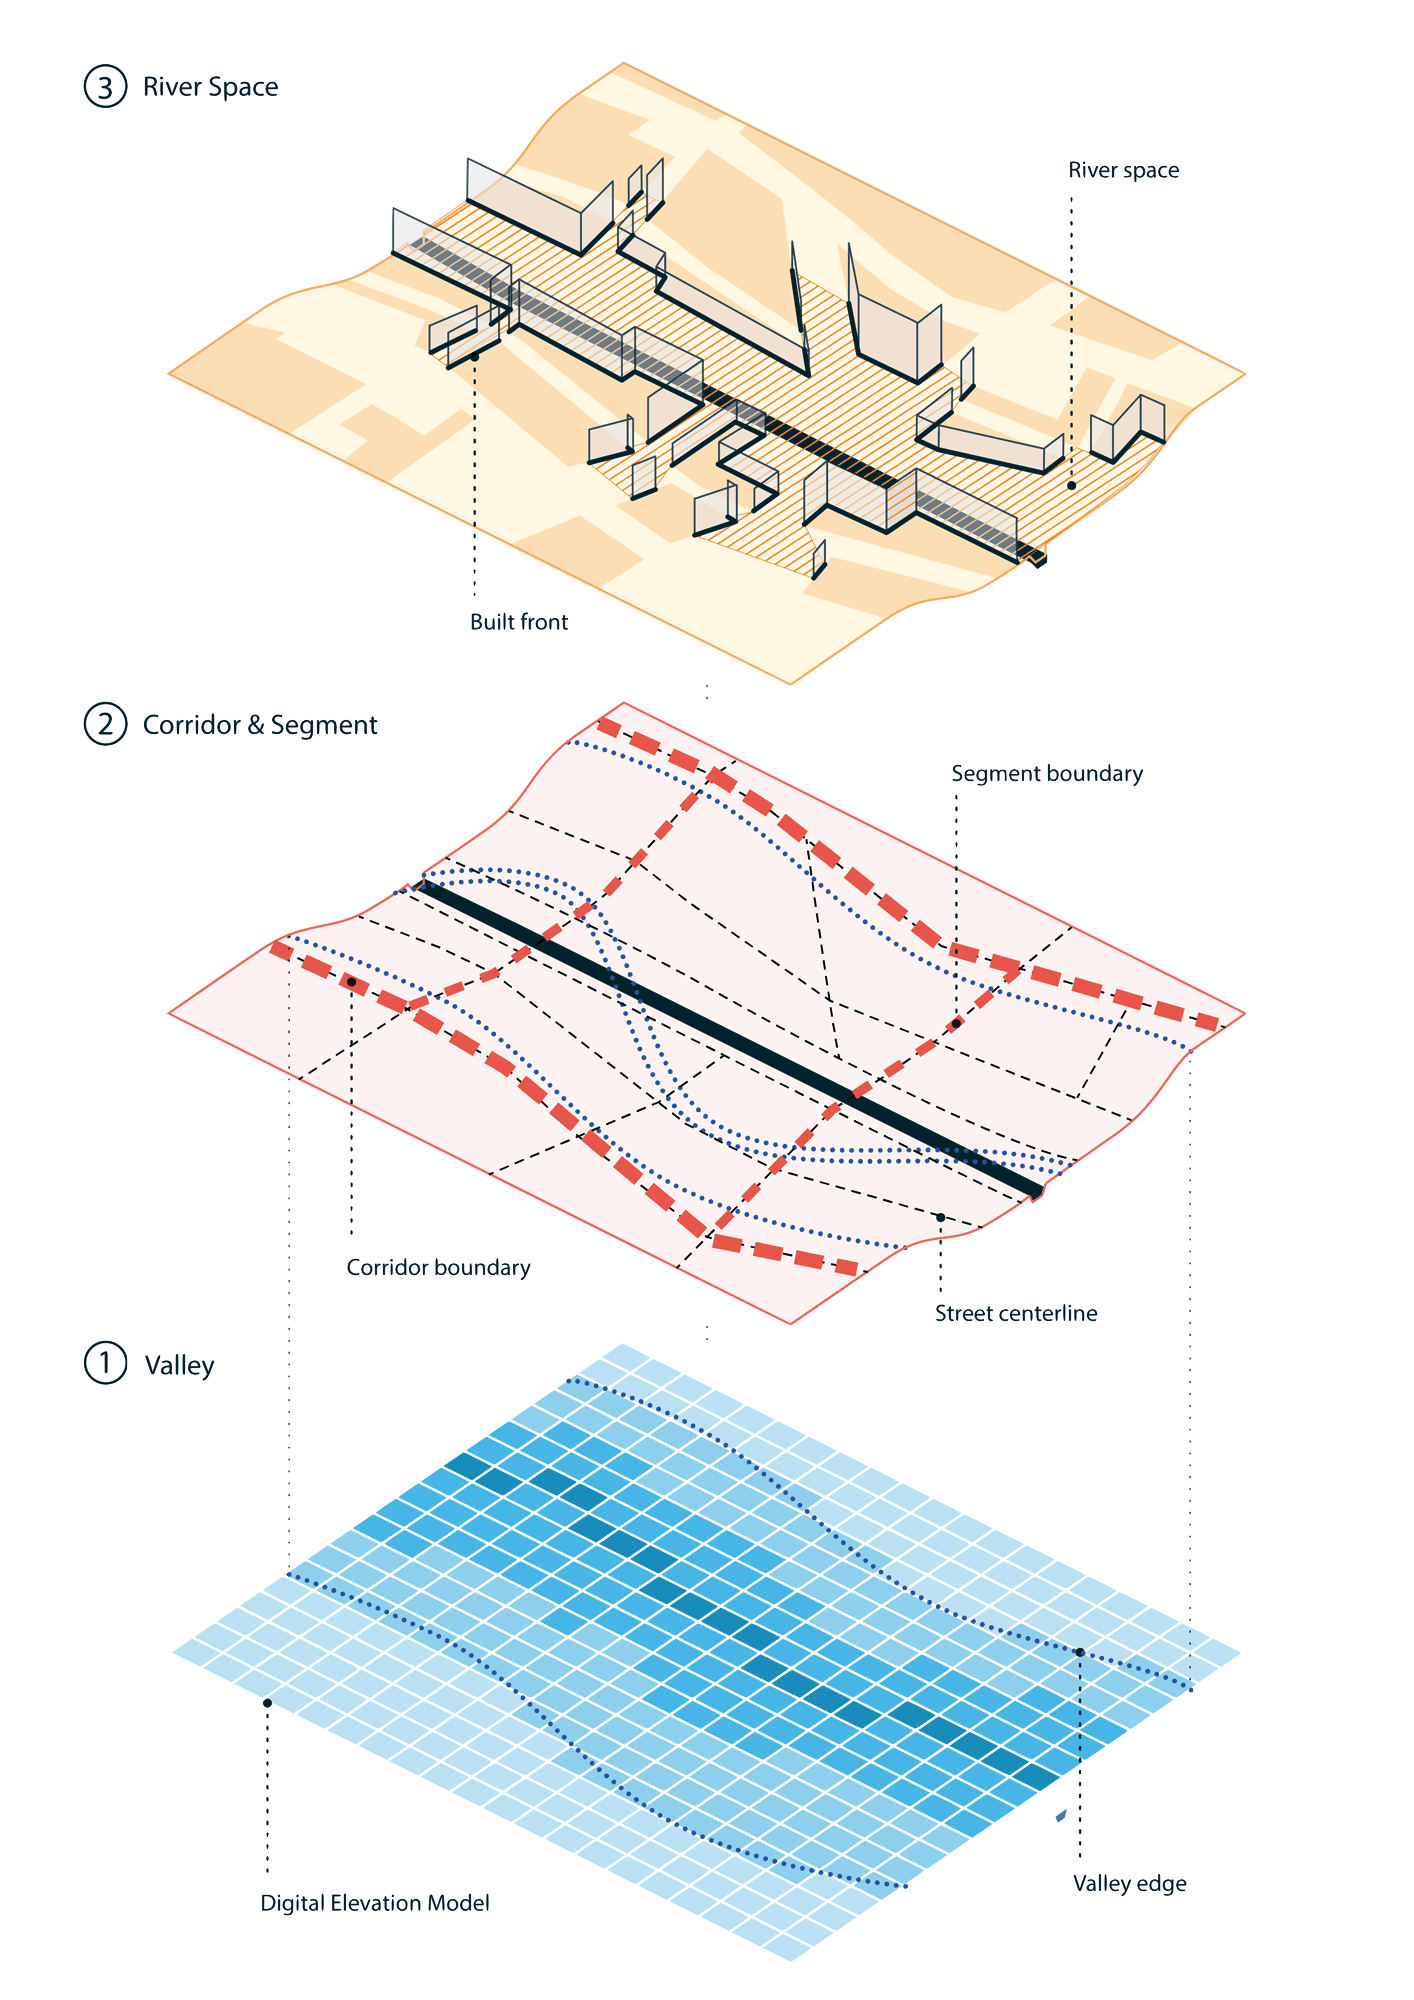 3 River Space
River space
Built front
2 Corridor & Segment
Segment boundary
Corridor boundary
Street centerline
1 Valley
Valley edge
Digital Elevation Model